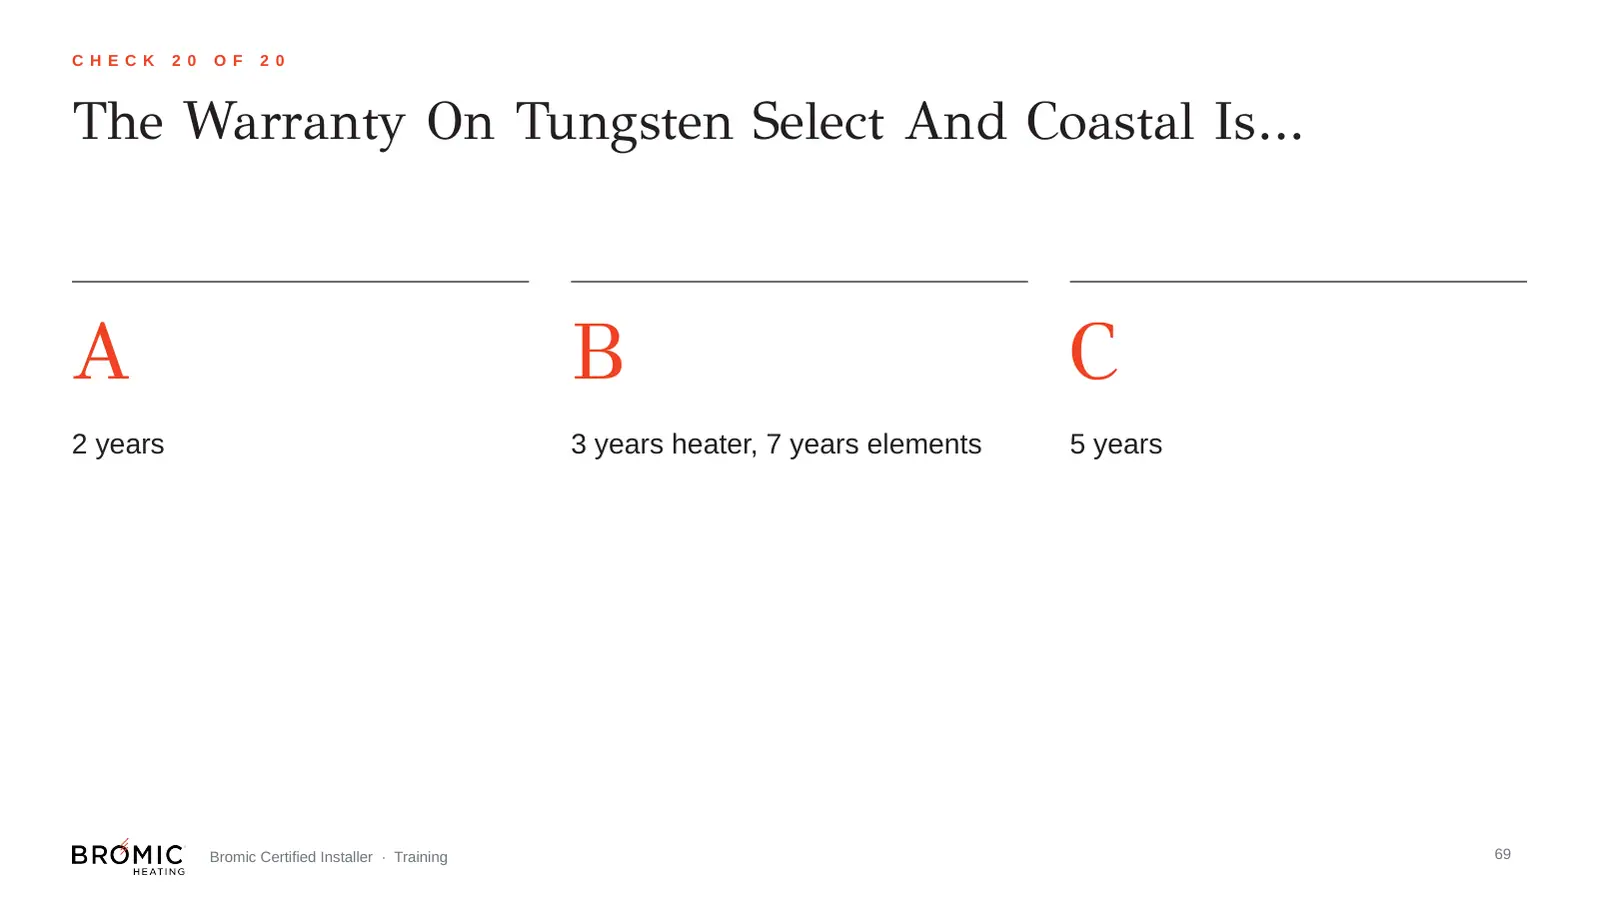 CHECK 20 OF 20
The Warranty On Tungsten Select And Coastal Is...
A
2 years
B
3 years heater, 7 years elements
C
5 years
BROMIC
HEATING
Bromic Certified Installer · Training
69